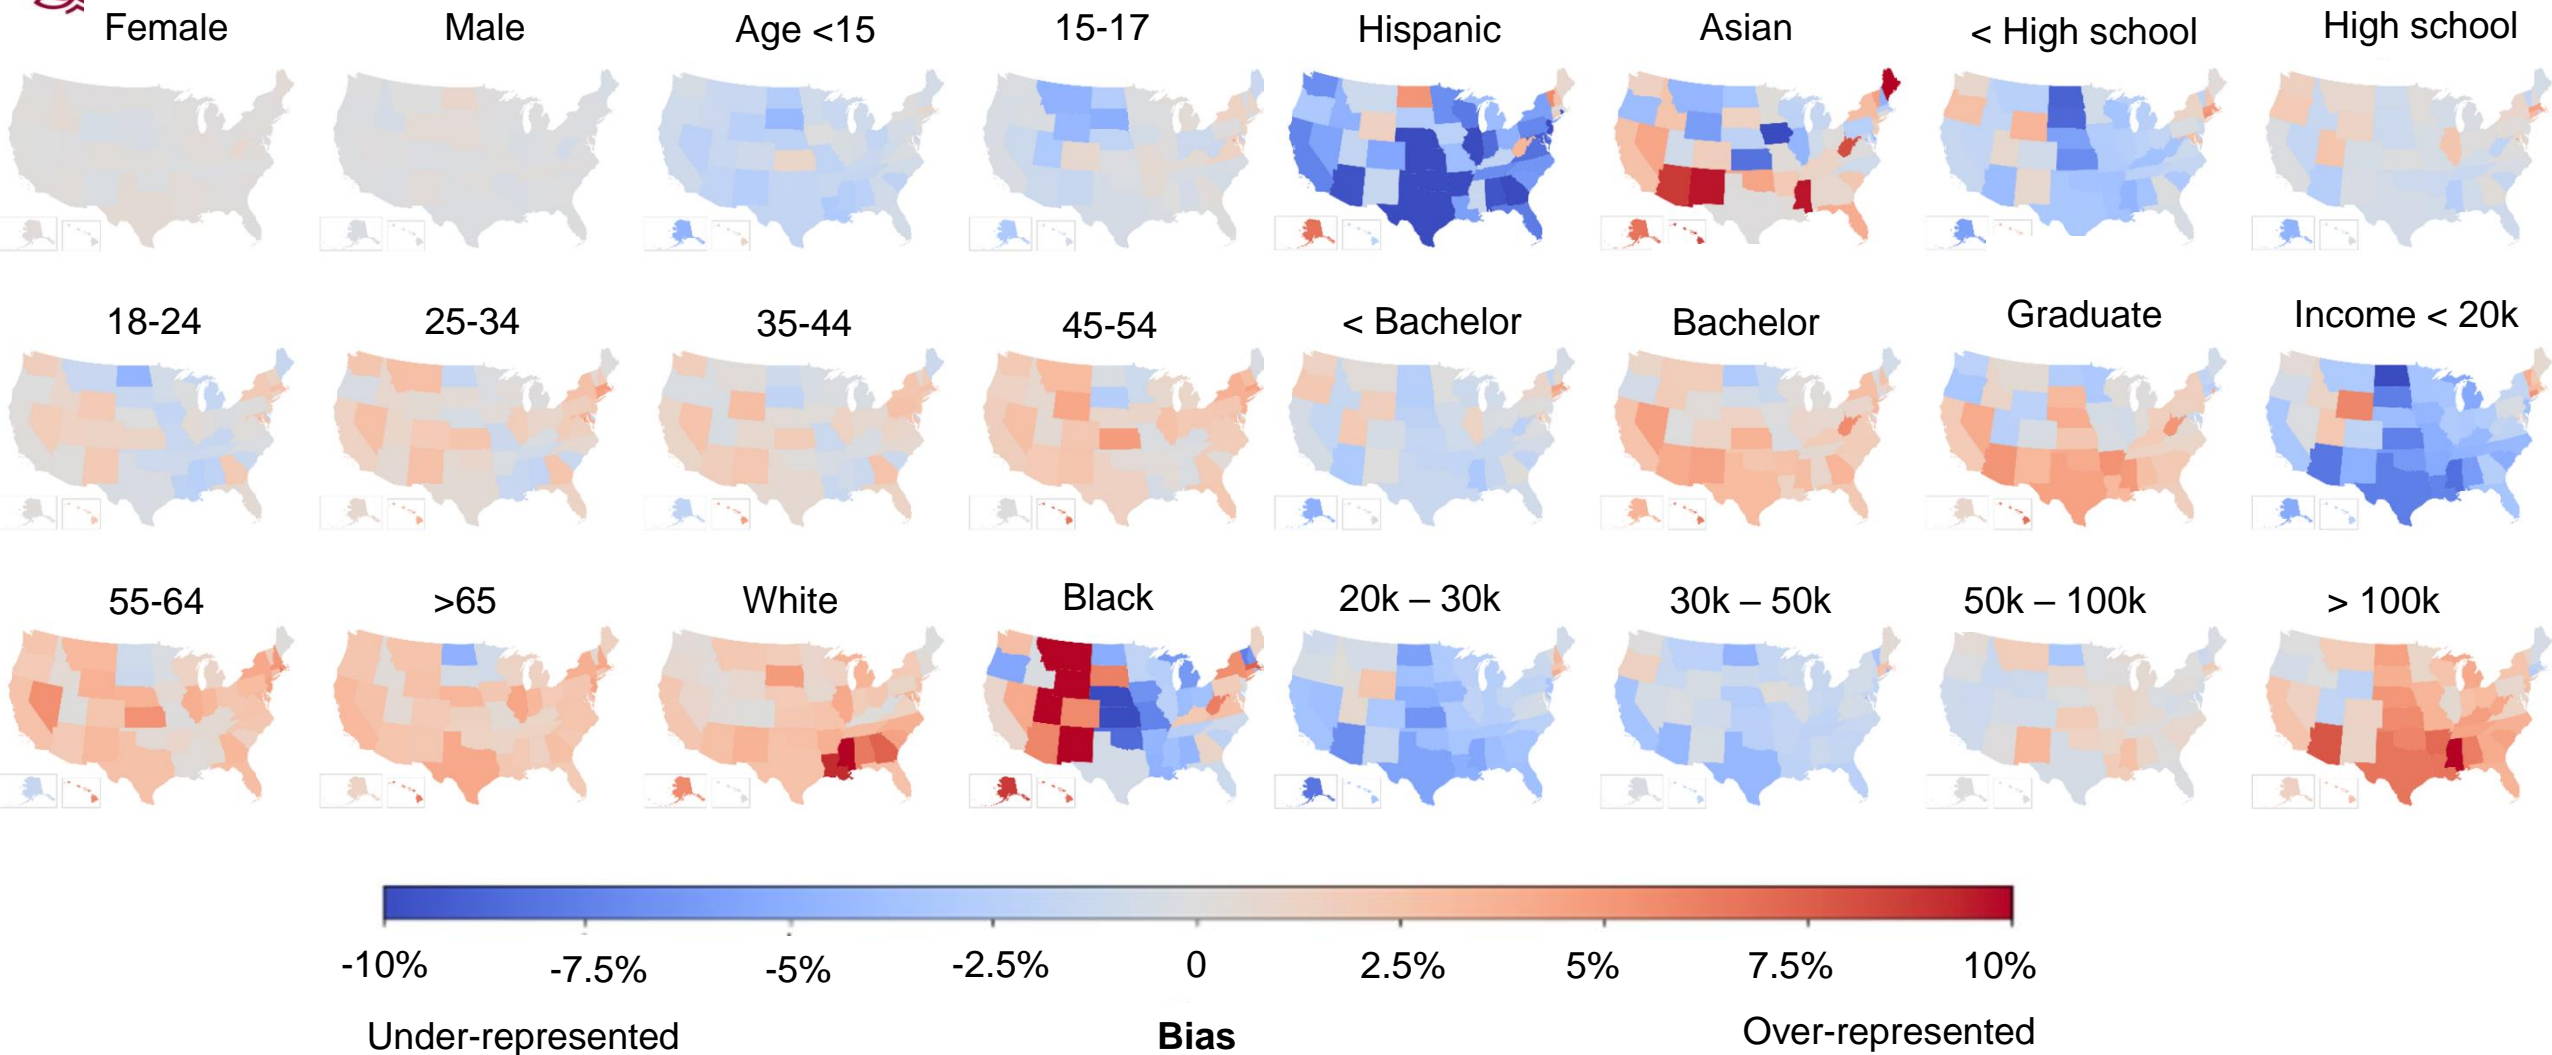 Female Male Age <15 15-17 Hispanic Asian < High school High school
18-24 25-34 35-44 45-54 < Bachelor Bachelor Graduate Income < 20k
55-64 >65 White Black 20k – 30k 30k – 50k 50k – 100k > 100k
-10% -7.5% -5% -2.5% 0 2.5% 5% 7.5% 10%
Under-represented Bias Over-represented